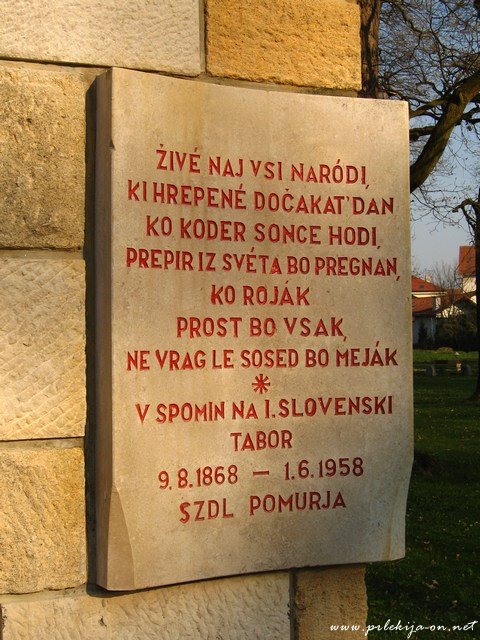 ŽIVÉ NAJ VSI NARÓDI,
KI HREPENÉ DOČAKAT' DAN
KO KODER SONCE HODI,
PREPIR IZ SVÉTA BO PREGNAN,
KO ROJÁK
PROST BO VSAK,
NE VRAG LE SOSED BO MEJÁK
*
V SPOMIN NA I. SLOVENSKI
TABOR
9.8.1868 – 1.6.1958
SZDL POMURJA
www.prlekija-on.net